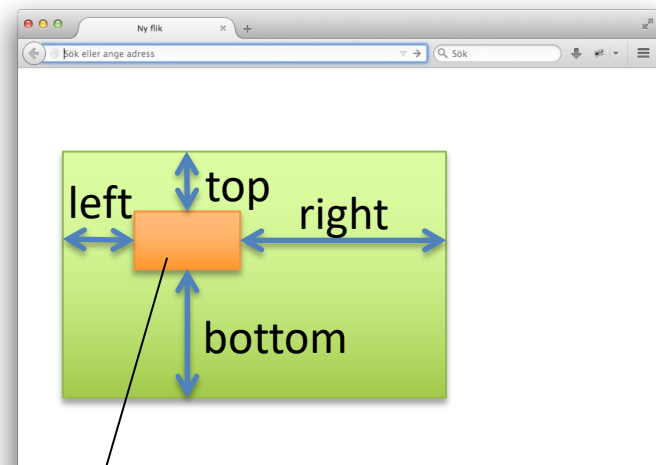 Ny flik
Sök eller ange adress
Sök
top
left
right
bottom